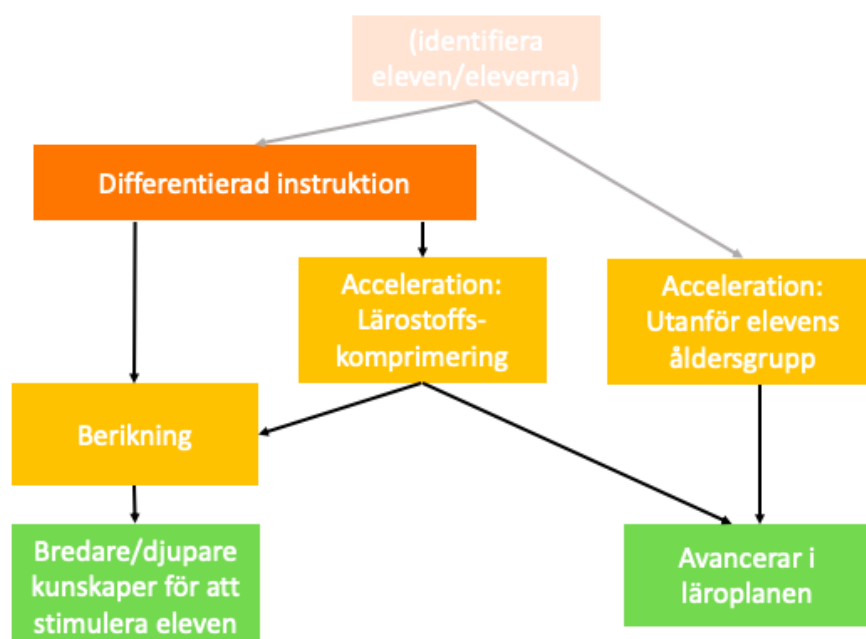 (identifiera
eleven/eleverna)
Differentierad instruktion
Acceleration:
Lärostoffs-
komprimering
Acceleration:
Utanför elevens
åldersgrupp
Berikning
Bredare/djupare
kunskaper för att
stimulera eleven
Avancerar i
läroplanen